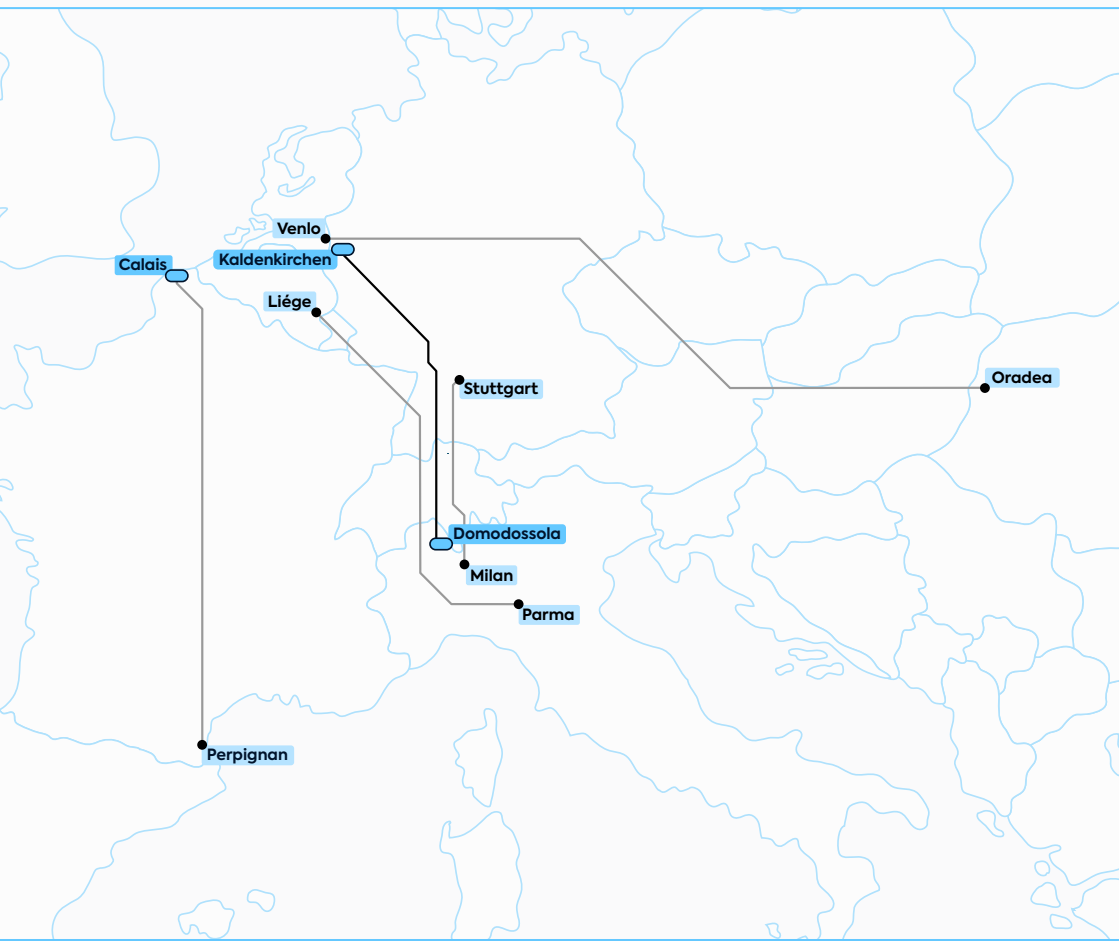 Venlo
Kaldenkirchen
Calais
Liége
Stuttgart
Oradea
Domodossola
Milan
Parma
Perpignan